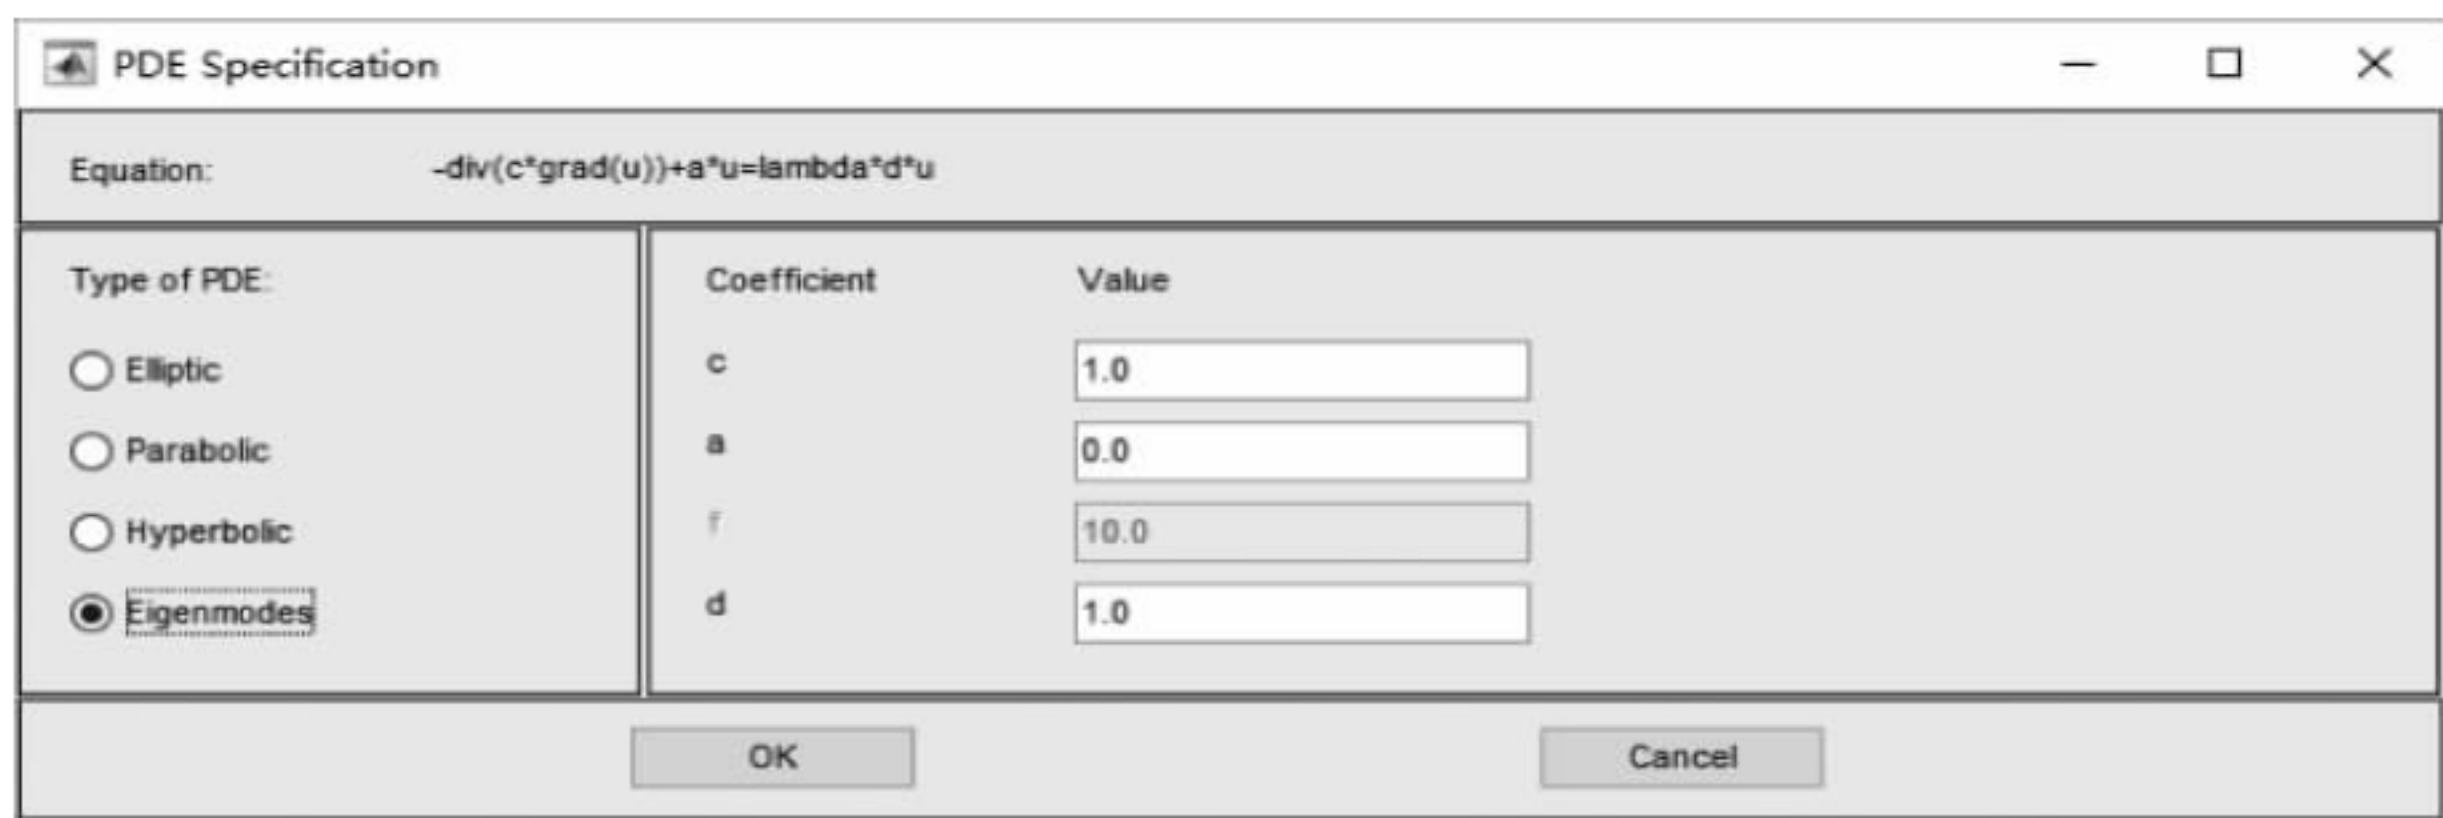 PDE Specification
Equation: -div(c*grad(u))+a*u=lambda*d*u
Type of PDE: Coefficient Value
Elliptic c 1.0
Parabolic a 0.0
Hyperbolic f 10.0
Eigenmodes d 1.0
OK Cancel